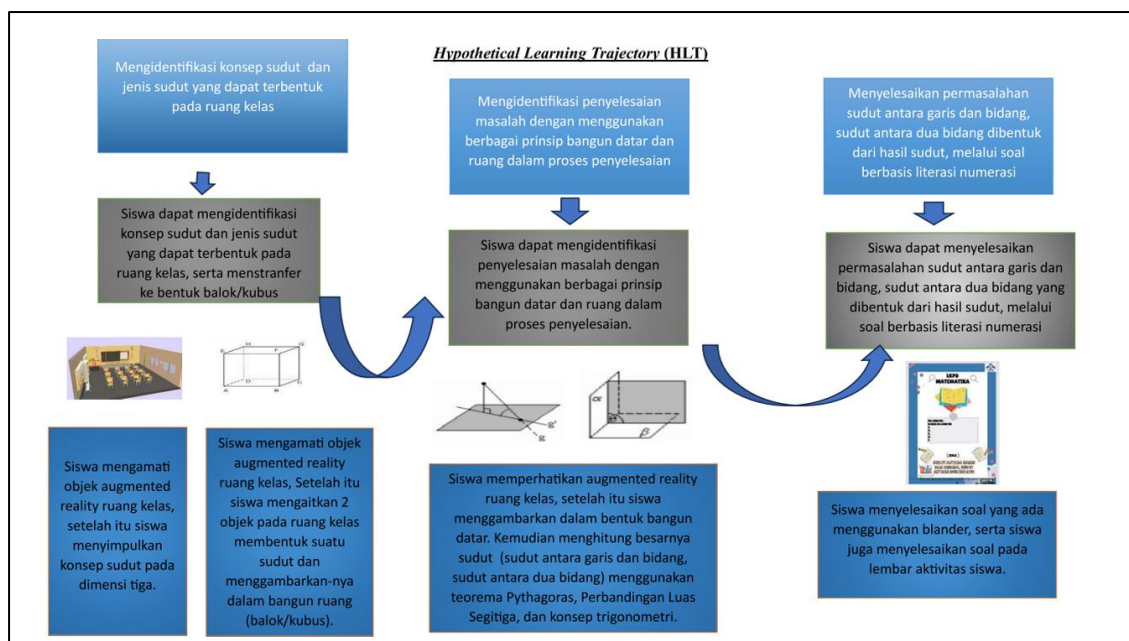 Hypothetical Learning Trajectory (HLT)
Mengidentifikasi konsep sudut dan
jenis sudut yang dapat terbentuk
pada ruang kelas
Mengidentifikasi penyelesaian
masalah dengan menggunakan
berbagai prinsip bangun datar dan
ruang dalam proses penyelesaian
Menyelesaikan permasalahan
sudut antara garis dan bidang,
sudut antara dua bidang dibentuk
dari hasil sudut, melalui soal
berbasis literasi numerasi
Siswa dapat mengidentifikasi
konsep sudut dan jenis sudut
yang dapat terbentuk pada
ruang kelas, serta menstranfer
ke bentuk balok/kubus
Siswa dapat mengidentifikasi
penyelesaian masalah dengan
menggunakan berbagai prinsip
bangun datar dan ruang dalam
proses penyelesaian.
Siswa dapat menyelesaikan
permasalahan sudut antara garis dan
bidang, sudut antara dua bidang yang
dibentuk dari hasil sudut, melalui
soal berbasis literasi numerasi
H G
E F
A B C
g'
g
α
β
LKPD
MATEMATIKA
Siswa mengamati
objek augmented
reality ruang kelas,
setelah itu siswa
menyimpulkan
konsep sudut pada
dimensi tiga.
Siswa mengamati objek
augmented reality
ruang kelas, Setelah itu
siswa mengaitkan 2
objek pada ruang kelas
membentuk suatu
sudut dan
menggambarkan-nya
dalam bangun ruang
(balok/kubus).
Siswa memperhatikan augmented reality
ruang kelas, setelah itu siswa
menggambarkan dalam bentuk bangun
datar. Kemudian menghitung besarnya
sudut (sudut antara garis dan bidang,
sudut antara dua bidang) menggunakan
teorema Pythagoras, Perbandingan Luas
Segitiga, dan konsep trigonometri.
Siswa menyelesaikan soal yang ada
menggunakan blander, serta siswa
juga menyelesaikan soal pada
lembar aktivitas siswa.